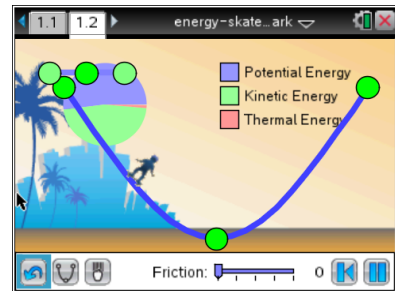 1.1 1.2 energy-skate...ark
Potential Energy
Kinetic Energy
Thermal Energy
Friction: 0